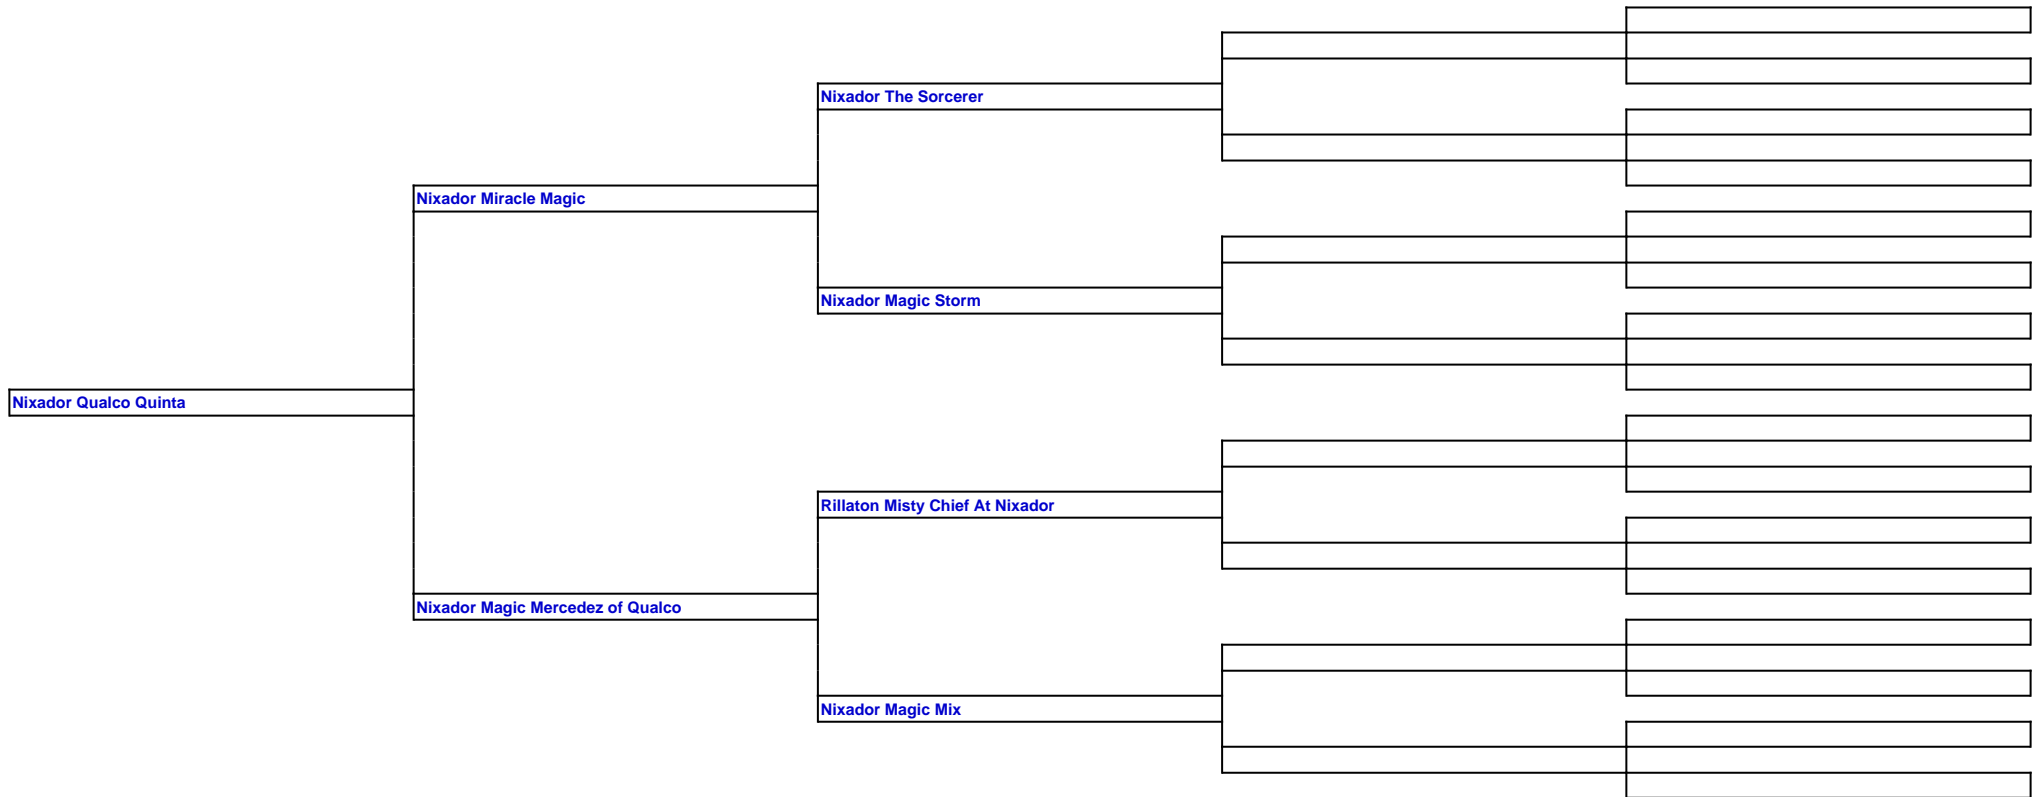 Nixador The Sorcerer
Nixador Miracle Magic
Nixador Magic Storm
Nixador Qualco Quinta
Rillaton Misty Chief At Nixador
Nixador Magic Mercedez of Qualco
Nixador Magic Mix